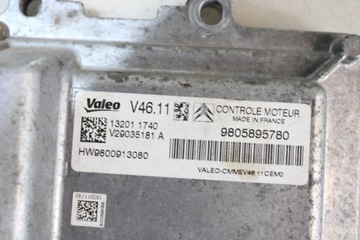 Valeo V46.11 CONTROLE MOTEUR
MADE IN FRANCE
13201 1740
V29035181 A
9805895780
HW9800913080
VALEO-CMMEV46.11CEM0